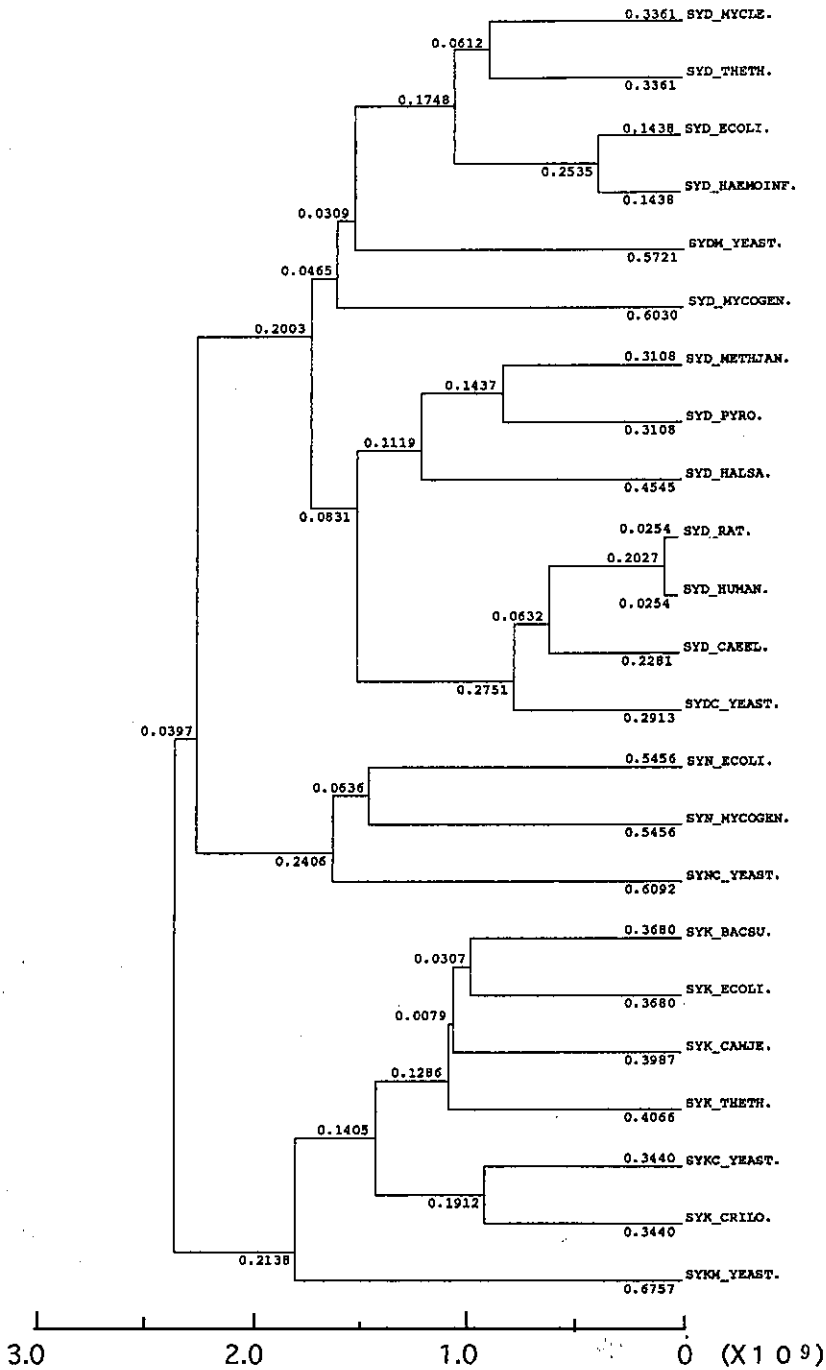 0.3361 SYD_MYCLE.
0.0612
SYD_THETH.
0.3361
0.1748
0.1438 SYD_ECOLI.
0.2535
SYD_HAEMOINF.
0.1438
0.0309
SYDM_YEAST.
0.5721
0.0465
SYD_MYCOGEN.
0.6030
0.2003
0.3108 SYD_METHJAN.
0.1437
SYD_PYRO.
0.3108
0.1119
SYD_HALSA.
0.4545
0.0831
0.0254 SYD_RAT.
0.2027
SYD_HUMAN.
0.0254
0.0632
SYD_CAEEL.
0.2281
0.2751
SYDC_YEAST.
0.2913
0.0397
0.5456 SYN_ECOLI.
0.0636
SYN_MYCOGEN.
0.5456
0.2406
SYNC_YEAST.
0.6092
0.3680 SYK_BACSU.
0.0307
SYK_ECOLI.
0.3680
0.0079
SYK_CAMJE.
0.3987
0.1286
SYK_THETH.
0.4066
0.1405
0.3440 SYKC_YEAST.
0.1912
SYK_CRILO.
0.3440
0.2138
SYKM_YEAST.
0.6757
3.0 2.0 1.0 0 (X10⁹)